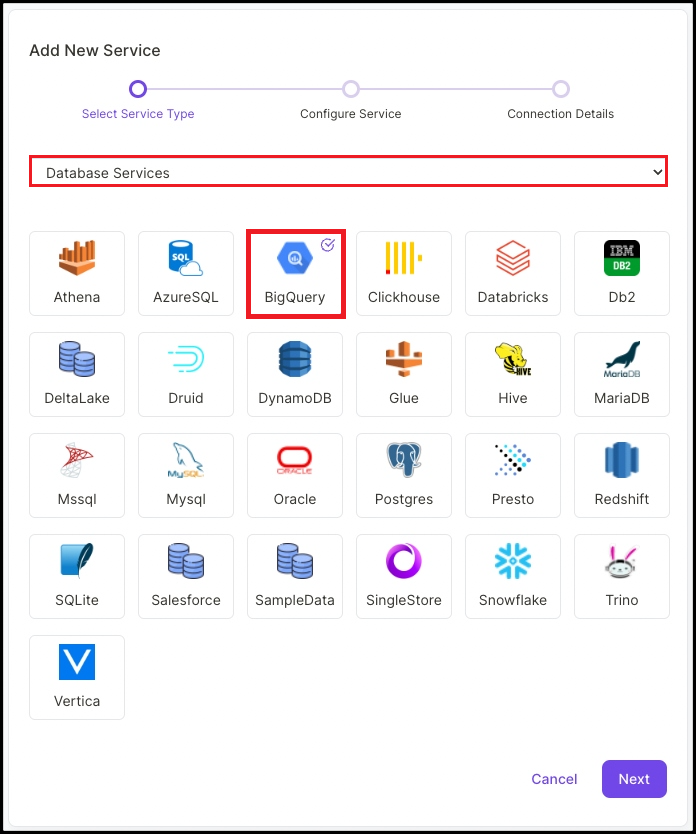 Add New Service
Select Service Type Configure Service Connection Details
Database Services
SQL IBM DB2
Athena AzureSQL BigQuery Clickhouse Databricks Db2
HIVE MariaDB
DeltaLake Druid DynamoDB Glue Hive MariaDB
MySQL ORACLE
Mssql Mysql Oracle Postgres Presto Redshift
SQLite Salesforce SampleData SingleStore Snowflake Trino
Vertica
Cancel Next